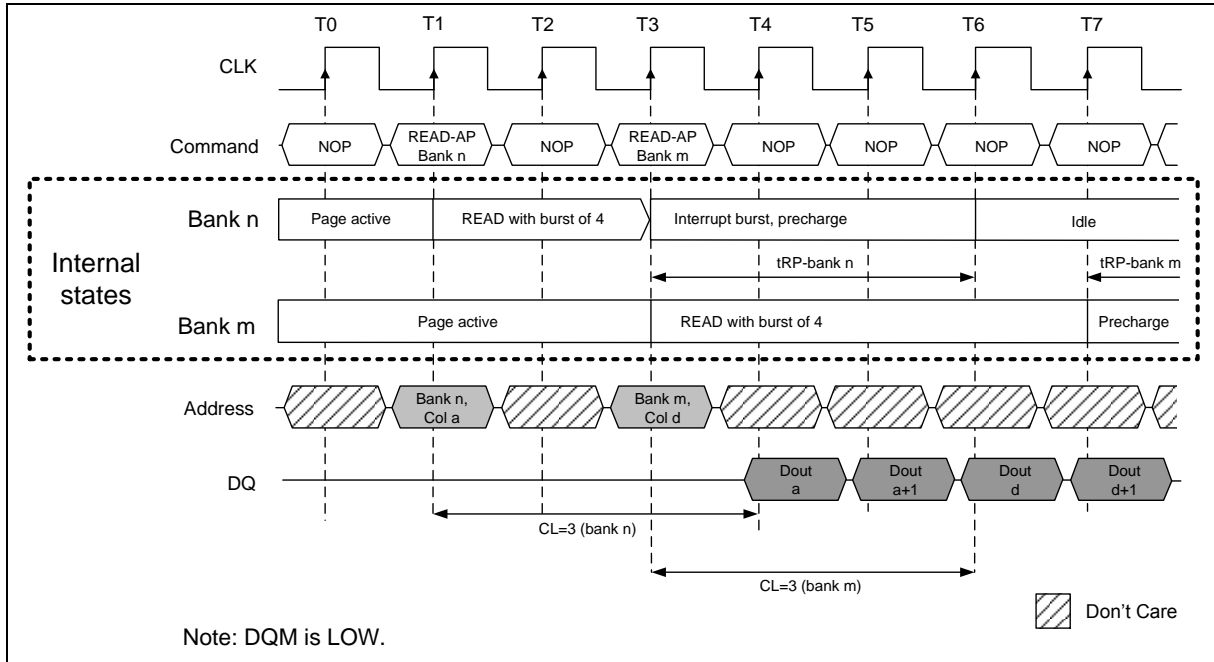 T0 T1 T2 T3 T4 T5 T6 T7
CLK
Command NOP READ-AP Bank n NOP READ-AP Bank m NOP NOP NOP NOP
Internal states
Bank n Page active READ with burst of 4 Interrupt burst, precharge Idle
tRP-bank n tRP-bank m
Bank m Page active READ with burst of 4 Precharge
Address Bank n, Col a Bank m, Col d
DQ Dout a Dout a+1 Dout d Dout d+1
CL=3 (bank n)
CL=3 (bank m)
Don't Care
Note: DQM is LOW.